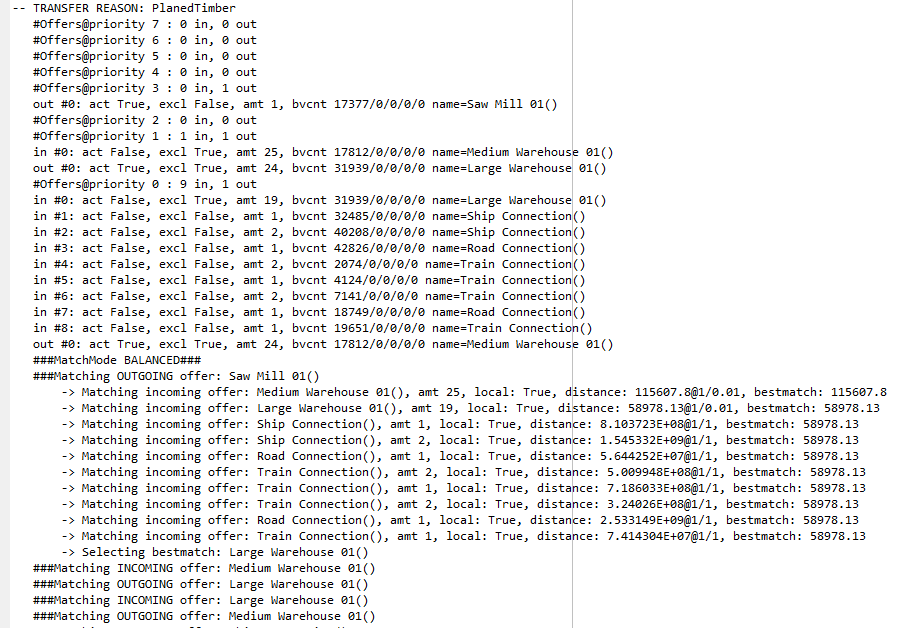 -- TRANSFER REASON: PlanedTimber
#Offers@priority 7 : 0 in, 0 out
#Offers@priority 6 : 0 in, 0 out
#Offers@priority 5 : 0 in, 0 out
#Offers@priority 4 : 0 in, 0 out
#Offers@priority 3 : 0 in, 1 out
out #0: act True, excl False, amt 1, bvcnt 17377/0/0/0/0 name=Saw Mill 01()
#Offers@priority 2 : 0 in, 0 out
#Offers@priority 1 : 1 in, 1 out
in #0: act False, excl True, amt 25, bvcnt 17812/0/0/0/0 name=Medium Warehouse 01()
out #0: act True, excl True, amt 24, bvcnt 31939/0/0/0/0 name=Large Warehouse 01()
#Offers@priority 0 : 9 in, 1 out
in #0: act False, excl True, amt 19, bvcnt 31939/0/0/0/0 name=Large Warehouse 01()
in #1: act False, excl False, amt 1, bvcnt 32485/0/0/0/0 name=Ship Connection()
in #2: act False, excl False, amt 2, bvcnt 40208/0/0/0/0 name=Ship Connection()
in #3: act False, excl False, amt 1, bvcnt 42826/0/0/0/0 name=Road Connection()
in #4: act False, excl False, amt 2, bvcnt 2074/0/0/0/0 name=Train Connection()
in #5: act False, excl False, amt 1, bvcnt 4124/0/0/0/0 name=Train Connection()
in #6: act False, excl False, amt 2, bvcnt 7141/0/0/0/0 name=Train Connection()
in #7: act False, excl False, amt 1, bvcnt 18749/0/0/0/0 name=Road Connection()
in #8: act False, excl False, amt 1, bvcnt 19651/0/0/0/0 name=Train Connection()
out #0: act True, excl True, amt 24, bvcnt 17812/0/0/0/0 name=Medium Warehouse 01()
###MatchMode BALANCED###
###Matching OUTGOING offer: Saw Mill 01()
-> Matching incoming offer: Medium Warehouse 01(), amt 25, local: True, distance: 115607.8@1/0.01, bestmatch: 115607.8
-> Matching incoming offer: Large Warehouse 01(), amt 19, local: True, distance: 58978.13@1/0.01, bestmatch: 58978.13
-> Matching incoming offer: Ship Connection(), amt 1, local: True, distance: 8.103723E+08@1/1, bestmatch: 58978.13
-> Matching incoming offer: Ship Connection(), amt 2, local: True, distance: 1.545332E+09@1/1, bestmatch: 58978.13
-> Matching incoming offer: Road Connection(), amt 1, local: True, distance: 5.644252E+07@1/1, bestmatch: 58978.13
-> Matching incoming offer: Train Connection(), amt 2, local: True, distance: 5.009948E+08@1/1, bestmatch: 58978.13
-> Matching incoming offer: Train Connection(), amt 1, local: True, distance: 7.186033E+08@1/1, bestmatch: 58978.13
-> Matching incoming offer: Train Connection(), amt 2, local: True, distance: 3.24026E+08@1/1, bestmatch: 58978.13
-> Matching incoming offer: Road Connection(), amt 1, local: True, distance: 2.533149E+09@1/1, bestmatch: 58978.13
-> Matching incoming offer: Train Connection(), amt 1, local: True, distance: 7.414304E+07@1/1, bestmatch: 58978.13
-> Selecting bestmatch: Large Warehouse 01()
###Matching INCOMING offer: Medium Warehouse 01()
###Matching OUTGOING offer: Large Warehouse 01()
###Matching INCOMING offer: Large Warehouse 01()
###Matching OUTGOING offer: Medium Warehouse 01()